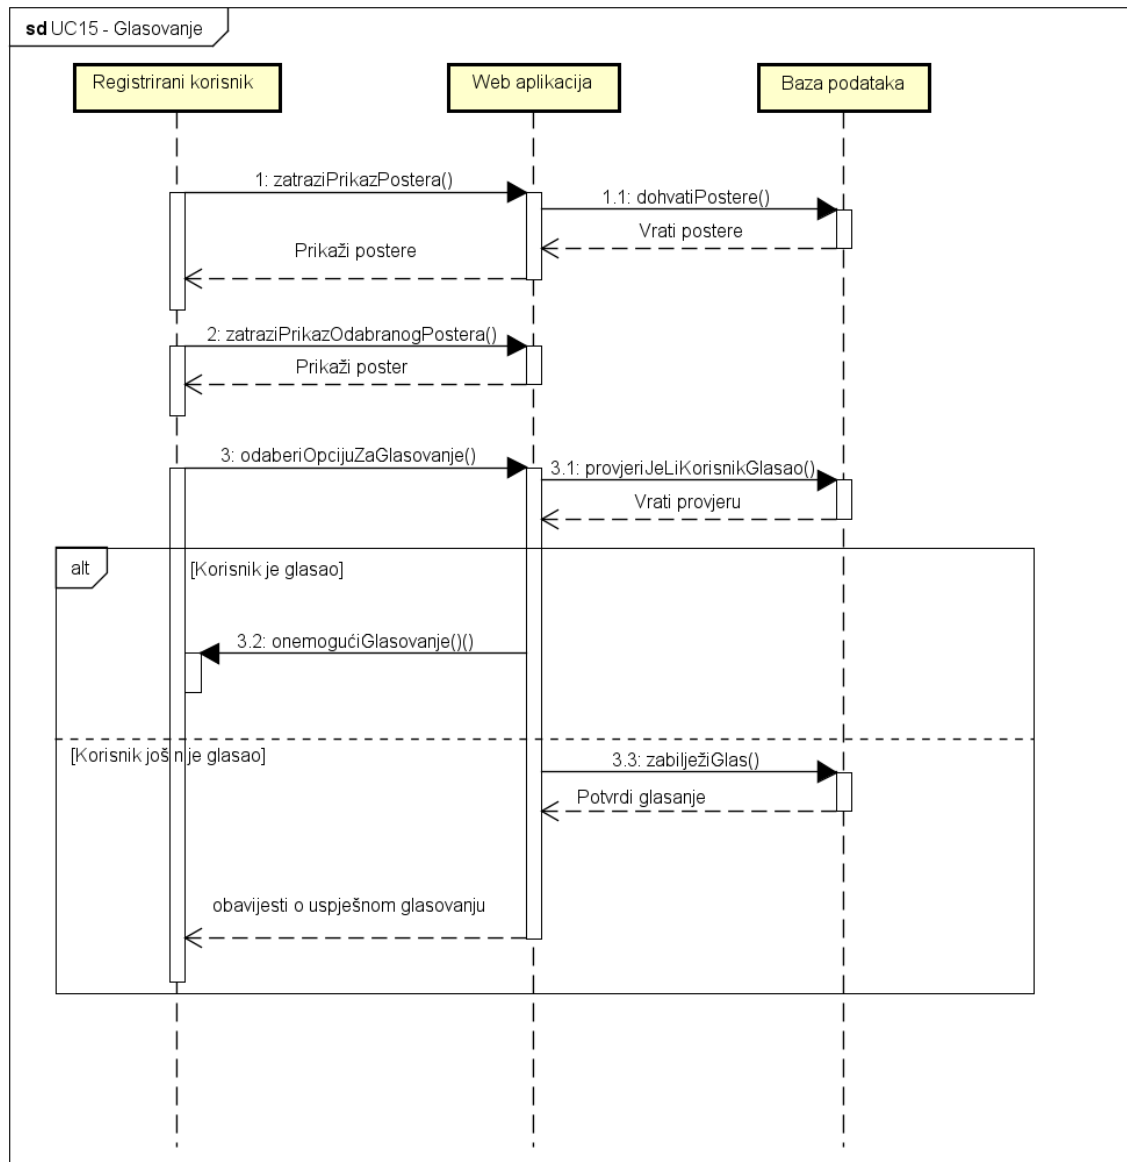 sd UC15 - Glasovanje
Registrirani korisnik
Web aplikacija
Baza podataka
1: zatraziPrikazPostera()
1.1: dohvatiPostere()
Vrati postere
Prikaži postere
2: zatraziPrikazOdabranogPostera()
Prikaži poster
3: odaberiOpcijuZaGlasovanje()
3.1: provjeriJeLiKorisnikGlasao()
Vrati provjeru
alt
[Korisnik je glasao]
3.2: onemogućiGlasovanje()()
[Korisnik još nije glasao]
3.3: zabilježiGlas()
Potvrdi glasanje
obavijesti o uspješnom glasovanju